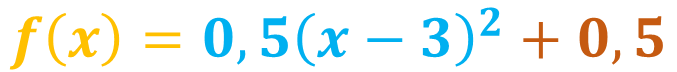 f(x) = 0,5(x − 3)² + 0,5